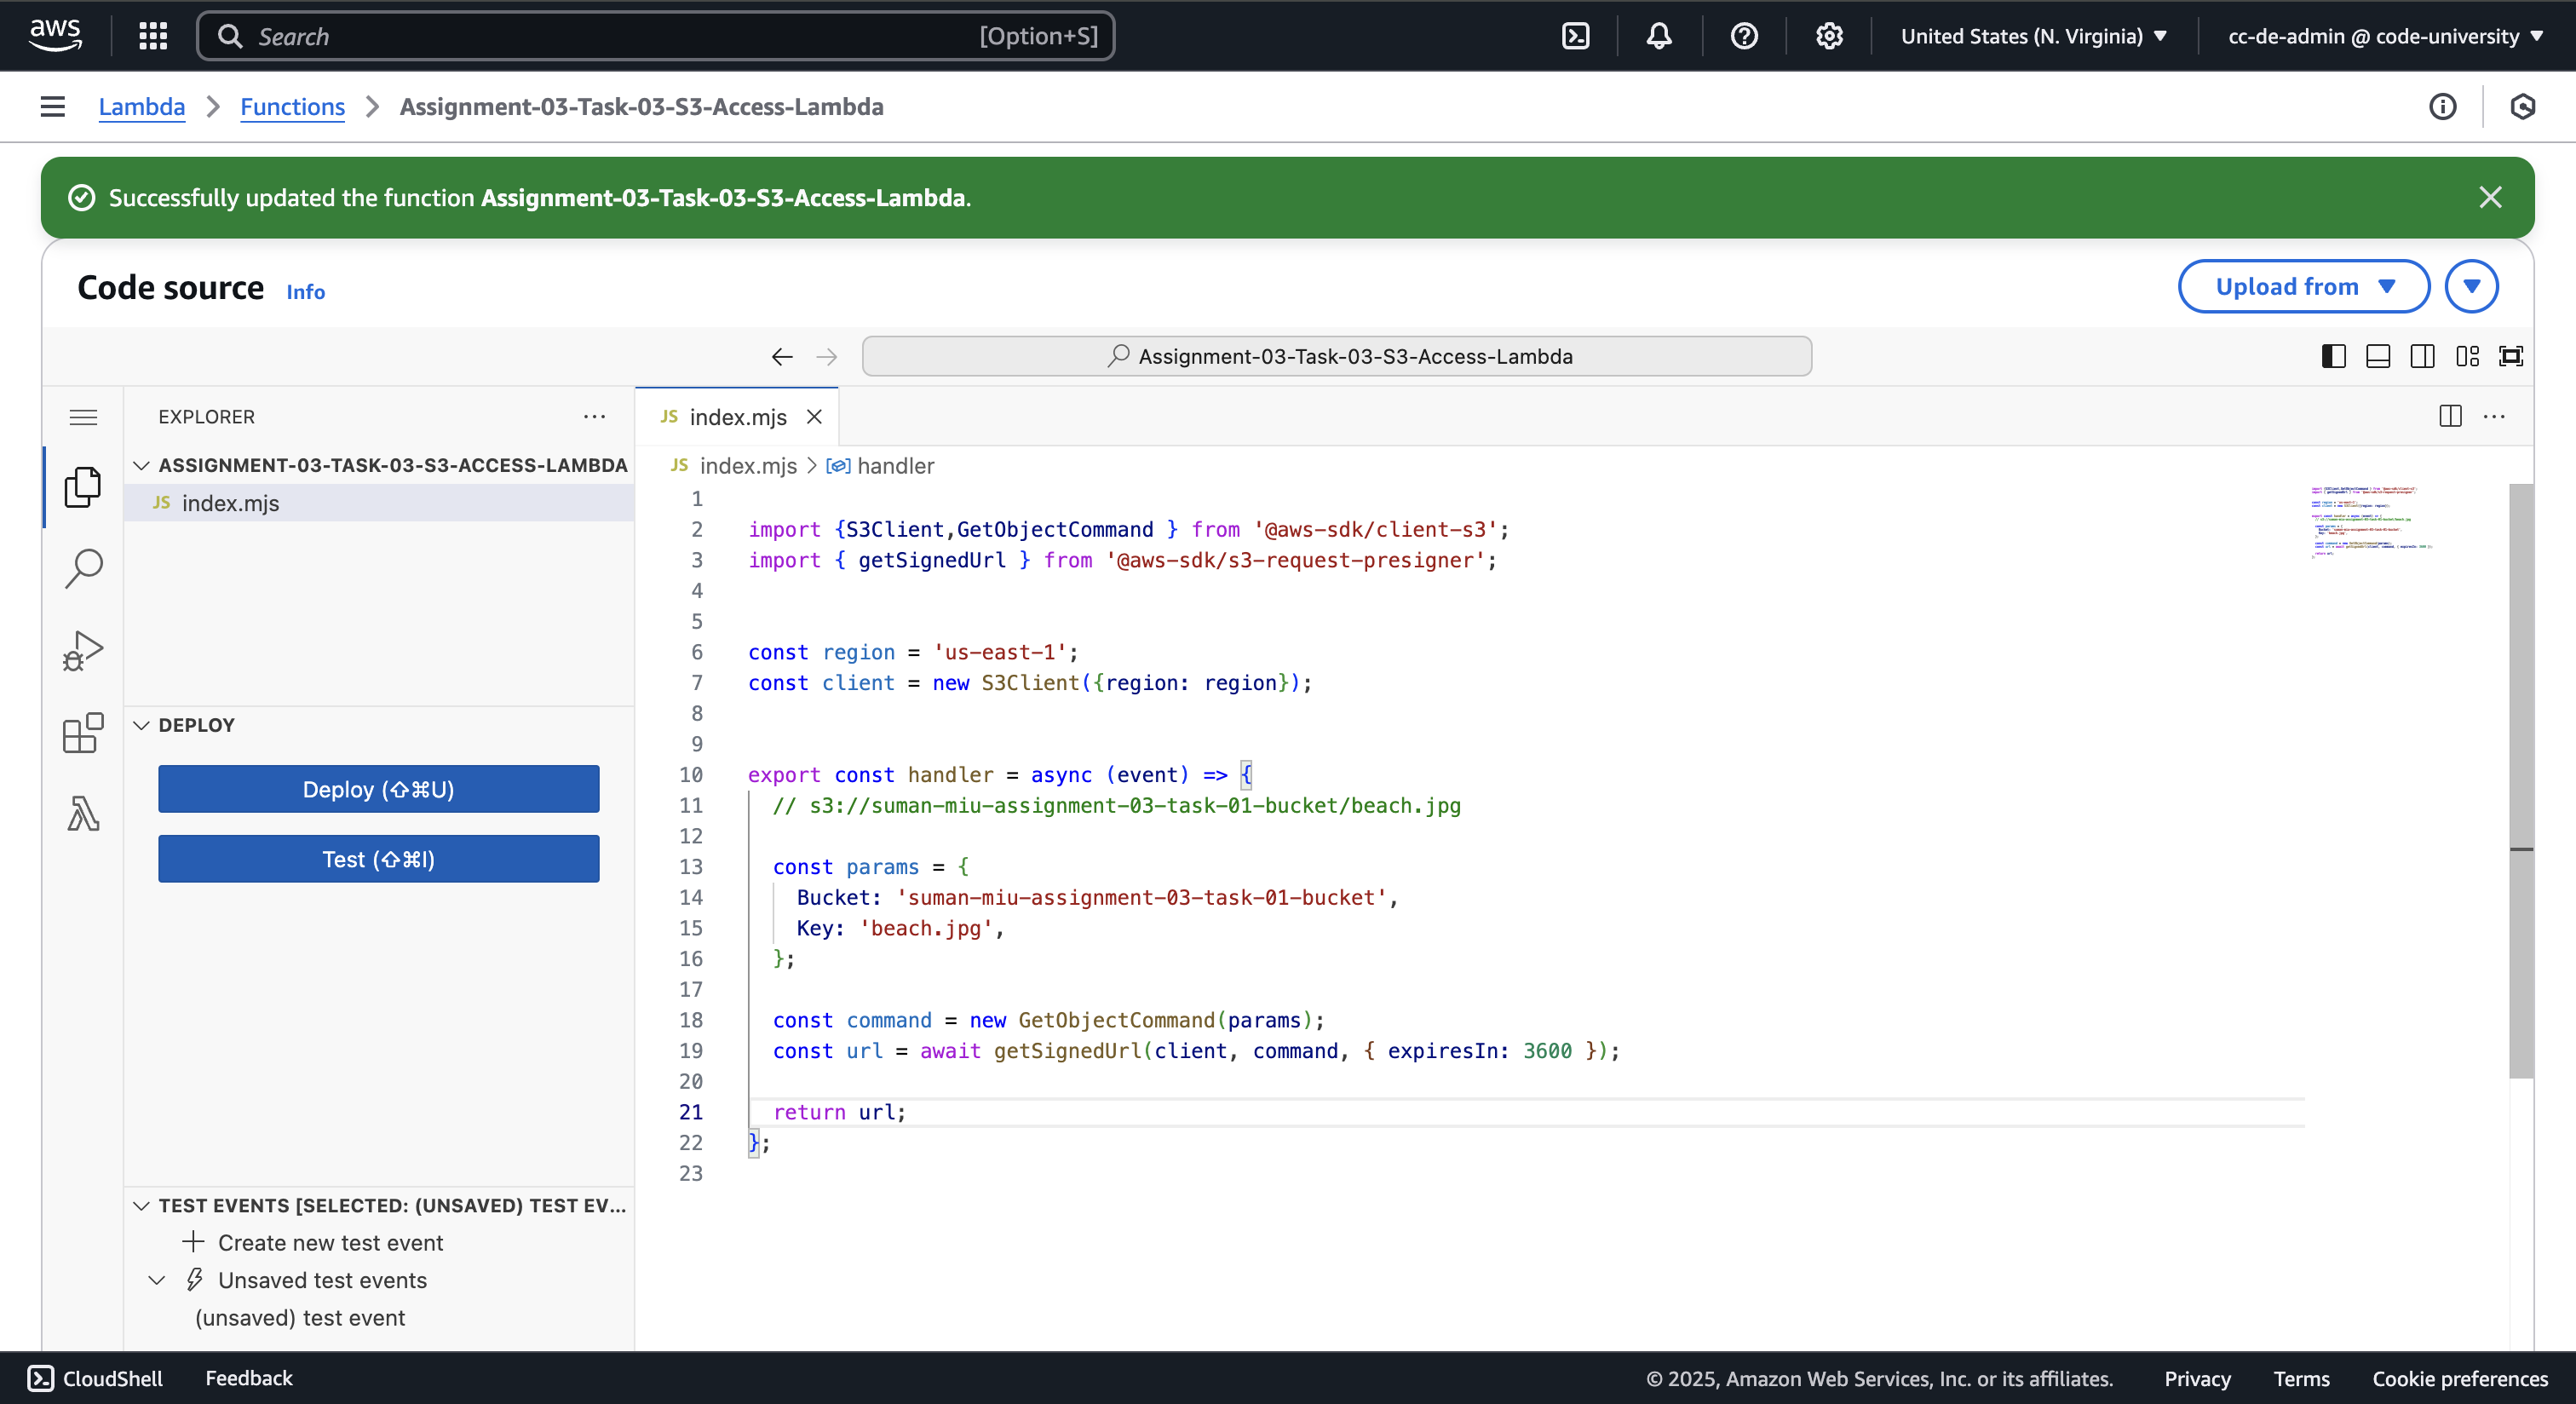 aws
Search
[Option+S]
United States (N. Virginia)
cc-de-admin @ code-university
Lambda
Functions
Assignment-03-Task-03-S3-Access-Lambda
Successfully updated the function Assignment-03-Task-03-S3-Access-Lambda.
Code source
Info
Upload from
Assignment-03-Task-03-S3-Access-Lambda
EXPLORER
ASSIGNMENT-03-TASK-03-S3-ACCESS-LAMBDA
JS index.mjs
DEPLOY
Deploy (⇧⌘U)
Test (⇧⌘I)
TEST EVENTS [SELECTED: (UNSAVED) TEST EV...
Create new test event
Unsaved test events
(unsaved) test event
JS index.mjs
JS index.mjs > handler
1
2 import {S3Client,GetObjectCommand } from '@aws-sdk/client-s3';
3 import { getSignedUrl } from '@aws-sdk/s3-request-presigner';
4
5
6 const region = 'us-east-1';
7 const client = new S3Client({region: region});
8
9
10 export const handler = async (event) => {
11 // s3://suman-miu-assignment-03-task-01-bucket/beach.jpg
12
13 const params = {
14 Bucket: 'suman-miu-assignment-03-task-01-bucket',
15 Key: 'beach.jpg',
16 };
17
18 const command = new GetObjectCommand(params);
19 const url = await getSignedUrl(client, command, { expiresIn: 3600 });
20
21 return url;
22 };
23
CloudShell
Feedback
© 2025, Amazon Web Services, Inc. or its affiliates.
Privacy
Terms
Cookie preferences